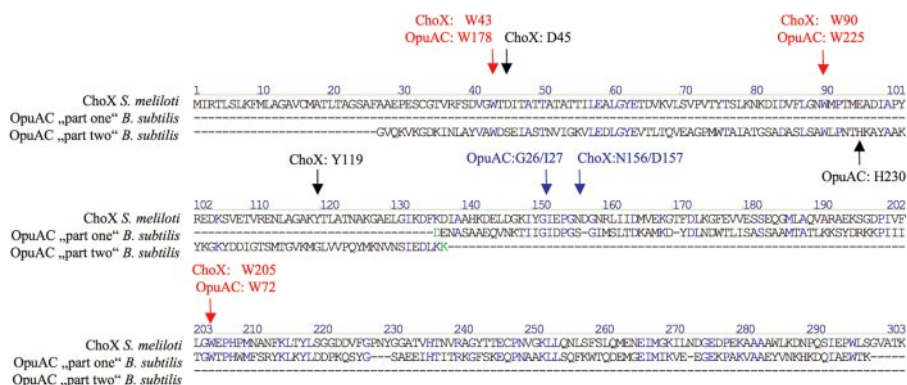 ChoX: W43
OpuAC: W178
ChoX: D45
ChoX: W90
OpuAC: W225
1 10 20 30 40 50 60 70 80 90 101
ChoX S. meliloti MIRTLSLKFMLAGAVCMATLTAGSAFAAEPESCGTVRFSDVGWTDITATTATATTILEALGYETDVKVLSVPVTYTSLKNKDIDVFLGNWMPTMEADIAPY
OpuAC „part one“ B. subtilis
OpuAC „part two“ B. subtilis GVQKVKGDKINLAYVAWDSEIASTNVIGKVLEDLGYEVTLTQVEAGPMWTAIATGSADASLSAWLPNTHKAYAAK
ChoX: Y119
OpuAC:G26/I27
ChoX:N156/D157
OpuAC: H230
102 110 120 130 140 150 160 170 180 190 202
ChoX S. meliloti REDKSVETVRENLAGAKYTLATNAKGAELGIKDFKDIAAHKDELDGKIYGIEPGNDGNRLIIDMVEKGTFDLKGFEVVESSEQGMLAQVARAEKSGDPIVF
OpuAC „part one“ B. subtilis DENASAAEQVNKTIIGIDPGS-GIMSLTDKAMKD-YDLNDWTLISASSAAMTATLKKSYDRKKPIII
OpuAC „part two“ B. subtilis YKGKYDDIGTSMTGVKMGLVVPQYMKNVNSIEDLKK
ChoX: W205
OpuAC: W72
203 210 220 230 240 250 260 270 280 290 303
ChoX S. meliloti LGWEPHPMNANFKLTYLSGGDDVFGPNYGGATVHTNVRAGYTTECPNVGKLLQNLSFSLQMENEIMGKILNDGEDPEKAAAAWLKDNPQSIEPWLSGVATK
OpuAC „part one“ B. subtilis TGWTPHWMFSRYKLKYLDDPKQSYG---SAEEIHTITRKGFSKEQPNAAKLLSQFKWTQDEMGEIMIKVE-EGEKPAKVAAEYVNKHKDQIAEWTK----
OpuAC „part two“ B. subtilis